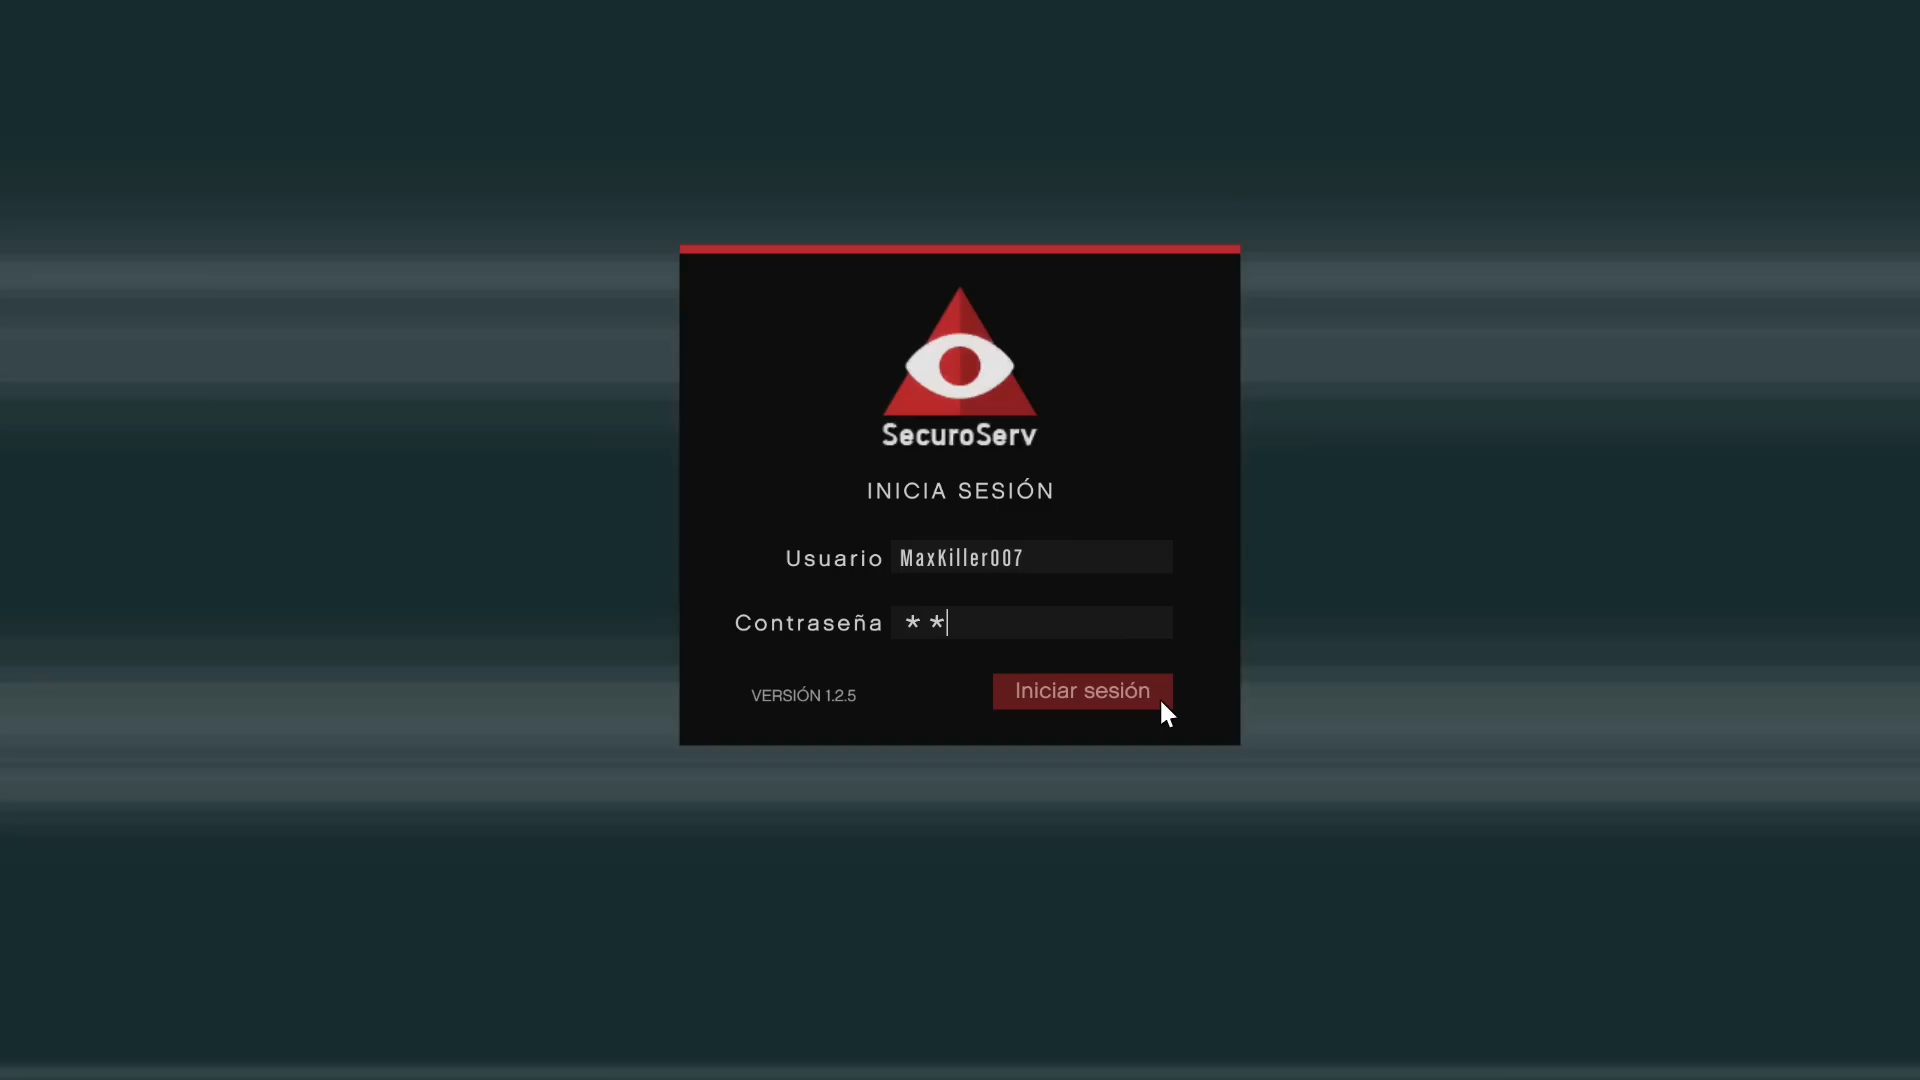 SecuroServ
INICIA SESIÓN
Usuario MaxKiller007
Contraseña **
VERSIÓN 1.2.5 Iniciar sesión